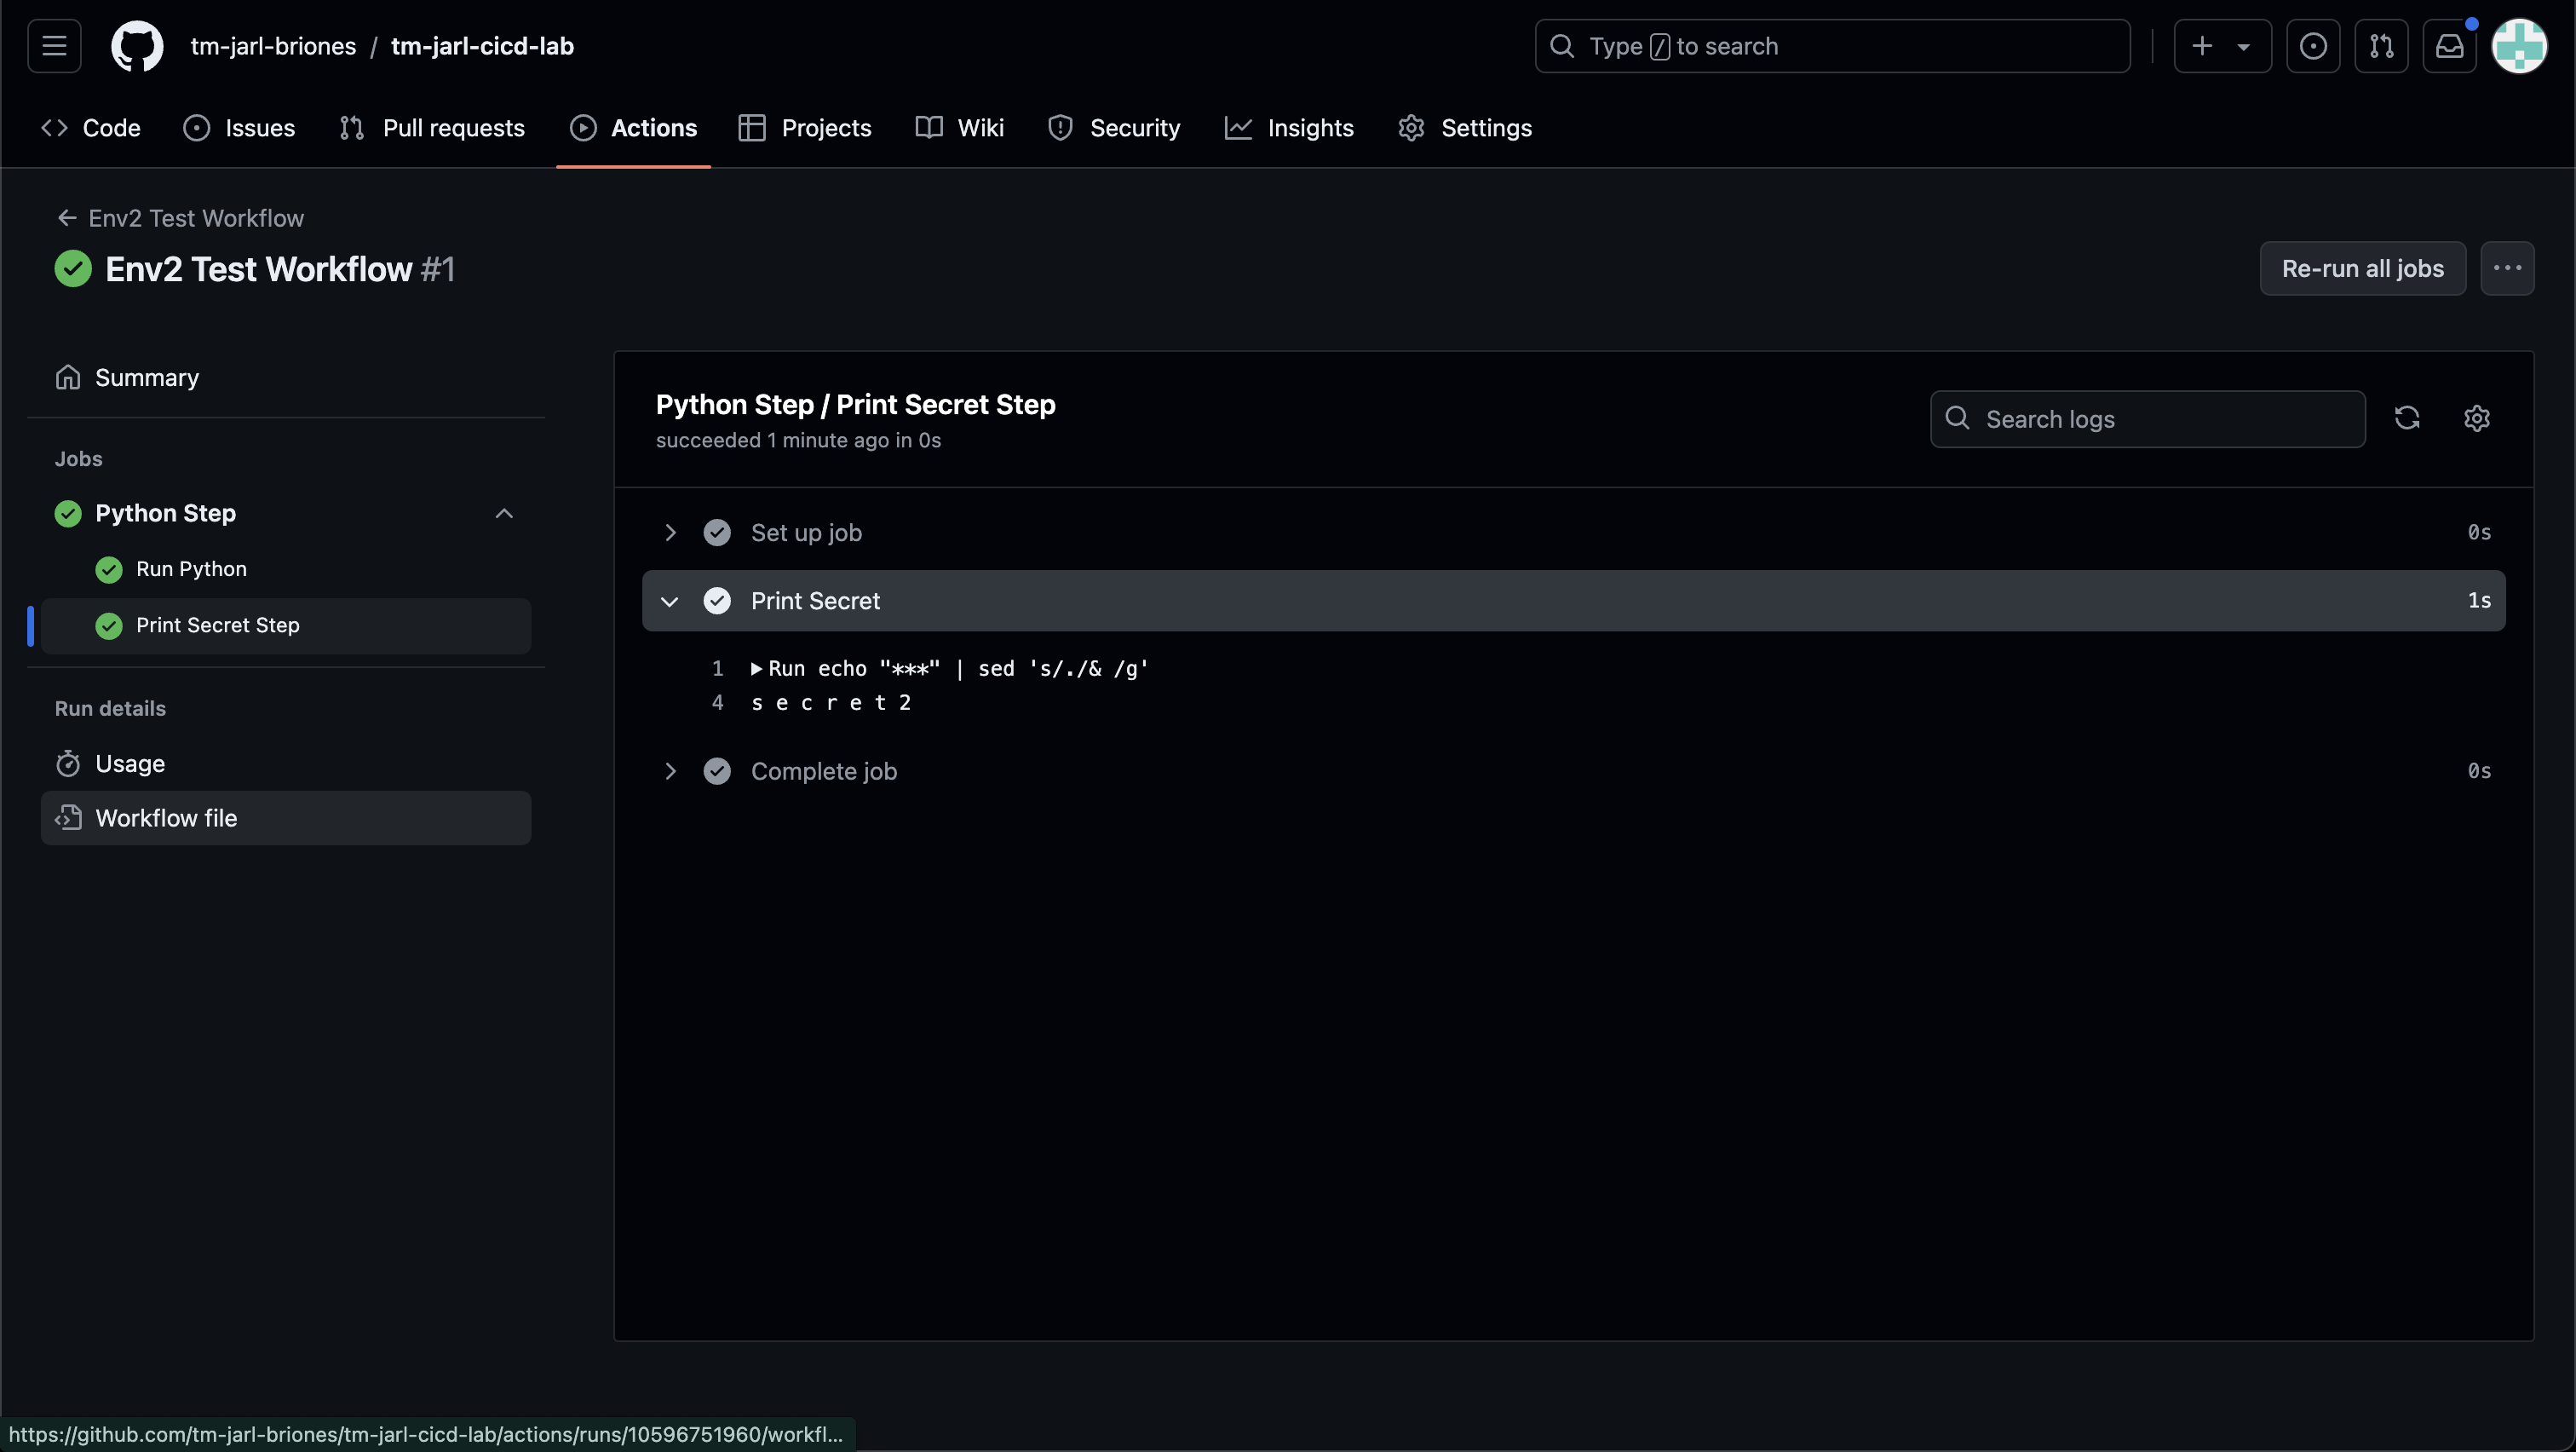 tm-jarl-briones / tm-jarl-cicd-lab
Type / to search
Code Issues Pull requests Actions Projects Wiki Security Insights Settings
Env2 Test Workflow
Env2 Test Workflow #1
Re-run all jobs
Summary
Jobs
Python Step
Run Python
Print Secret Step
Run details
Usage
Workflow file
Python Step / Print Secret Step
succeeded 1 minute ago in 0s
Search logs
Set up job 0s
Print Secret 1s
1 Run echo "***" | sed 's/./& /g'
4 s e c r e t 2
Complete job 0s
https://github.com/tm-jarl-briones/tm-jarl-cicd-lab/actions/runs/10596751960/workfl...